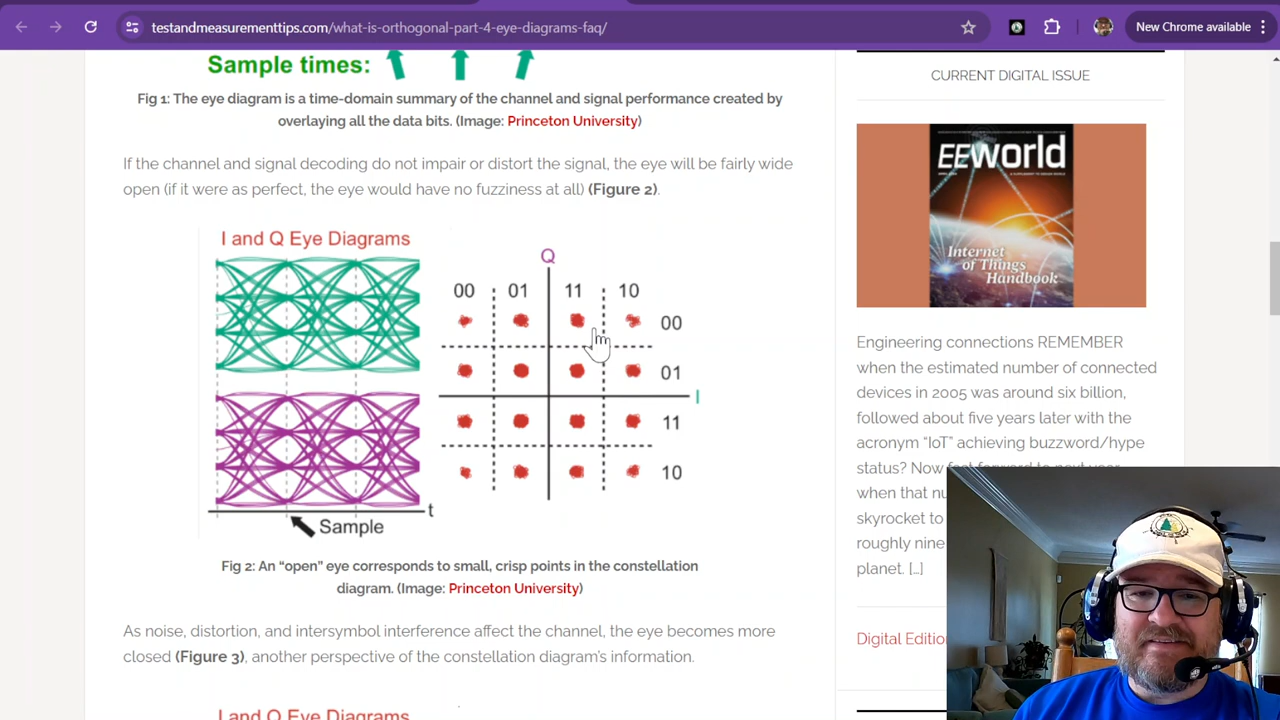 testandmeasurementtips.com/what-is-orthogonal-part-4-eye-diagrams-faq/
New Chrome available
Sample times:
Fig 1: The eye diagram is a time-domain summary of the channel and signal performance created by
overlaying all the data bits. (Image: Princeton University)
If the channel and signal decoding do not impair or distort the signal, the eye will be fairly wide
open (if it were as perfect, the eye would have no fuzziness at all) (Figure 2).
I and Q Eye Diagrams
Q
00 01 11 10
00
01
I
11
10
t
Sample
Fig 2: An “open” eye corresponds to small, crisp points in the constellation
diagram. (Image: Princeton University)
As noise, distortion, and intersymbol interference affect the channel, the eye becomes more
closed (Figure 3), another perspective of the constellation diagram’s information.
I and Q Eye Diagrams
CURRENT DIGITAL ISSUE
EEWorld
Internet
of Things
Handbook
Engineering connections REMEMBER
when the estimated number of connected
devices in 2005 was around six billion,
followed about five years later with the
acronym “IoT” achieving buzzword/hype
status? Now fast forward to next year
when that
skyrocket to
roughly nine
planet. […]
Digital Edition